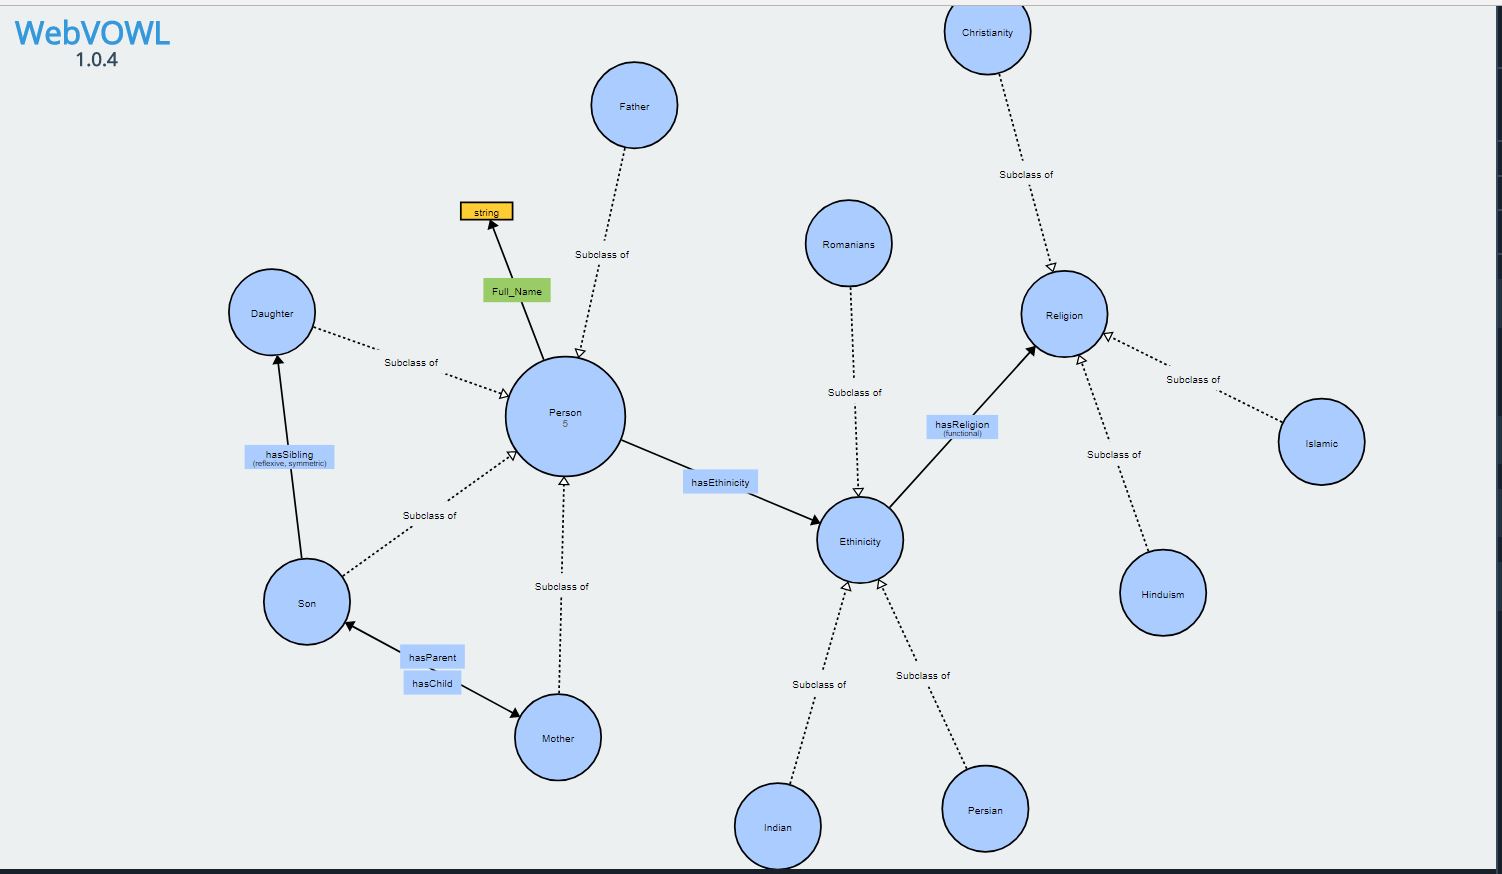 WebVOWL
1.0.4
Christianity
Father
Subclass of
string
Romanians
Subclass of
Full_Name
Daughter
Religion
Subclass of
Subclass of
Subclass of
Person
5
hasReligion
(functional)
Islamic
hasSibling
(reflexive, symmetric)
Subclass of
hasEthinicity
Subclass of
Ethinicity
Subclass of
Hinduism
Son
hasParent
hasChild
Subclass of
Subclass of
Mother
Persian
Indian